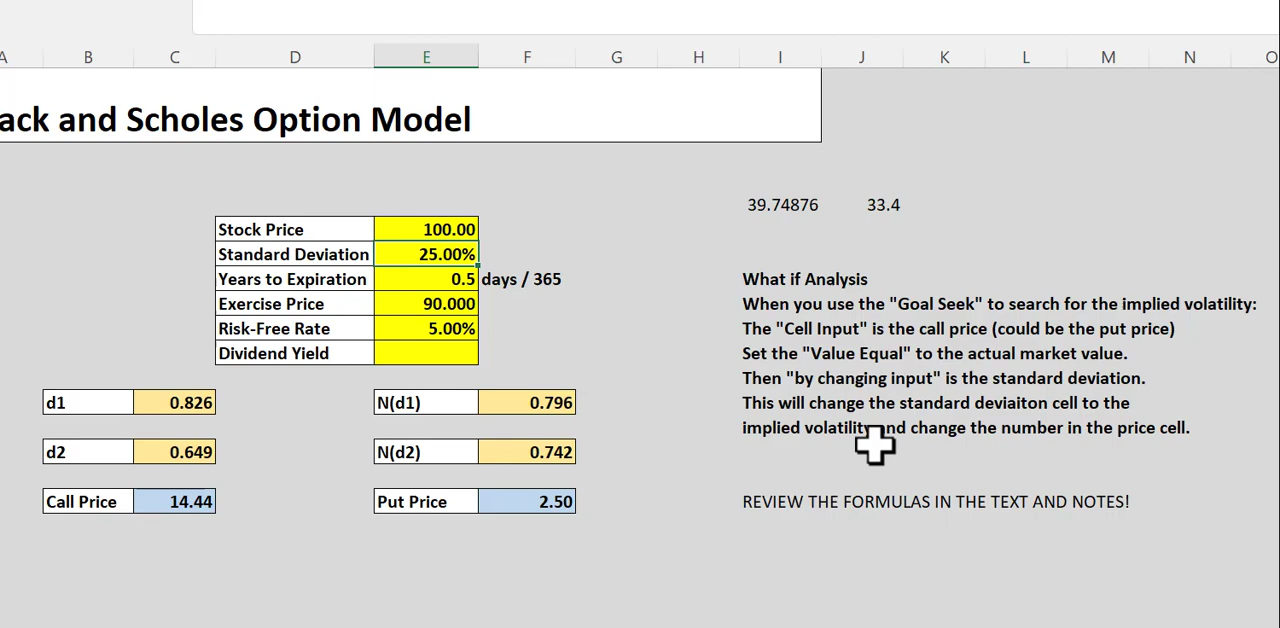 A B C D E F G H I J K L M N O
ack and Scholes Option Model
39.74876 33.4
Stock Price 100.00
Standard Deviation 25.00%
Years to Expiration 0.5 days / 365
Exercise Price 90.000
Risk-Free Rate 5.00%
Dividend Yield
What if Analysis
When you use the "Goal Seek" to search for the implied volatility:
The "Cell Input" is the call price (could be the put price)
Set the "Value Equal" to the actual market value.
Then "by changing input" is the standard deviation.
This will change the standard deviaiton cell to the
implied volatility and change the number in the price cell.
d1 0.826 N(d1) 0.796
d2 0.649 N(d2) 0.742
Call Price 14.44 Put Price 2.50
REVIEW THE FORMULAS IN THE TEXT AND NOTES!